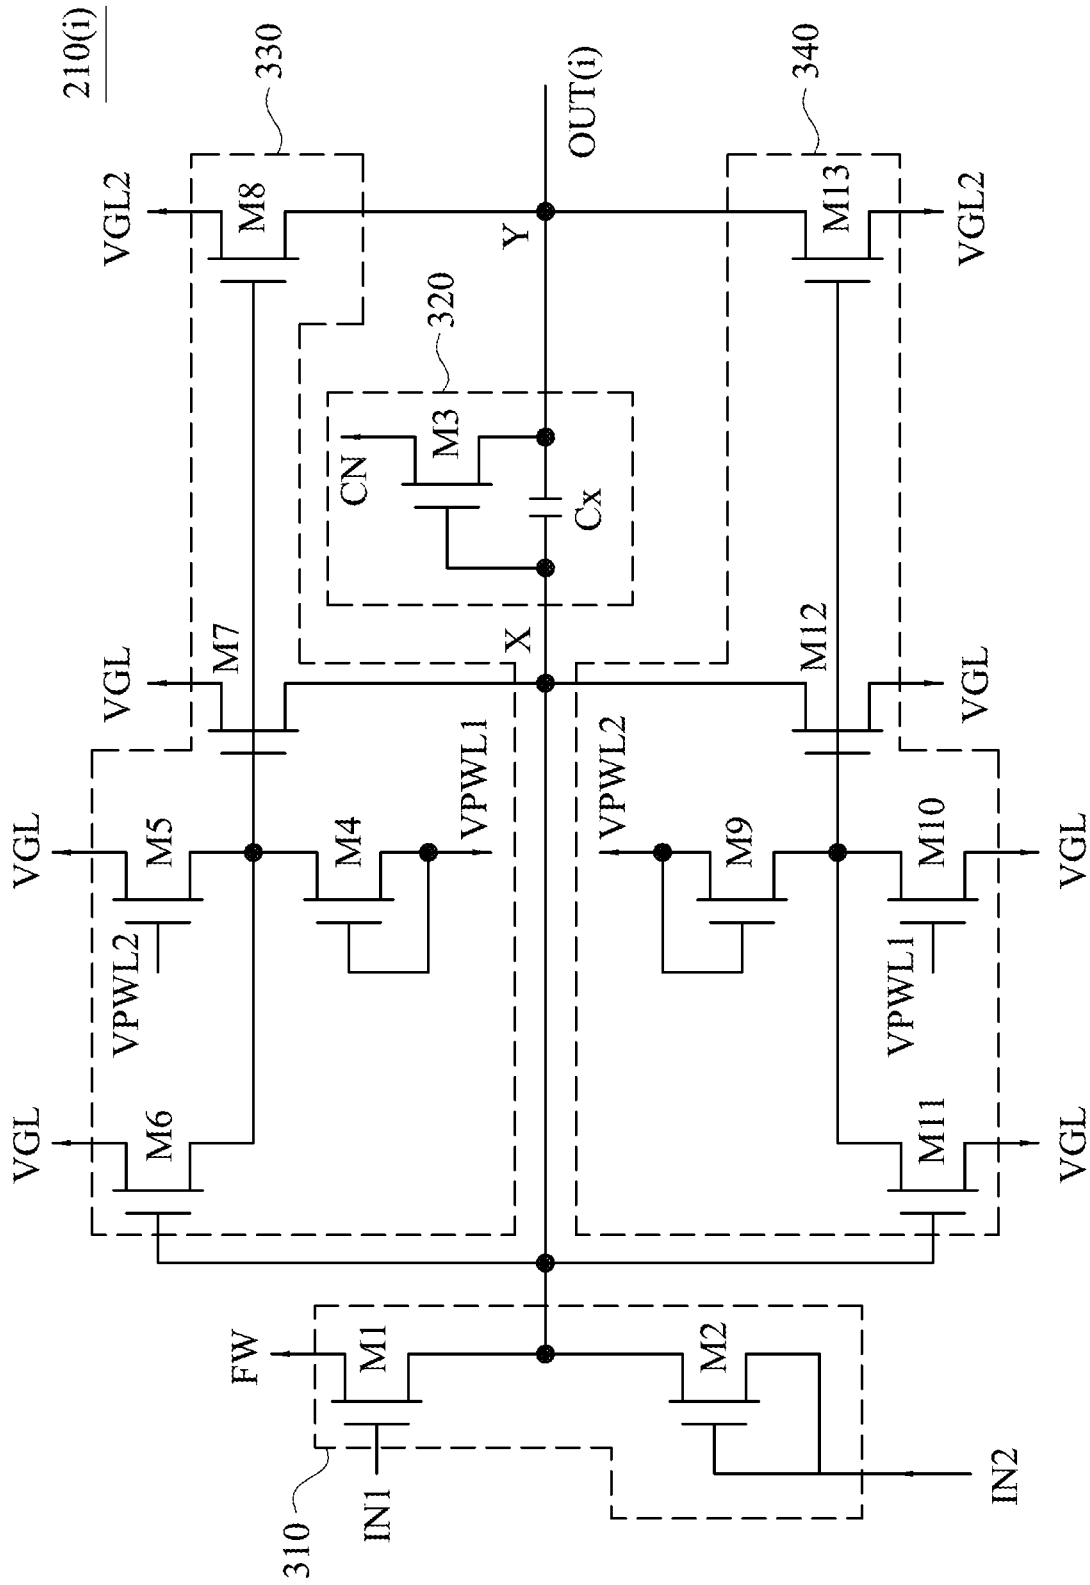 210(i)
VGL
VGL
VPWL2
VGL
VGL2
M6
M5
M7
M8
330
FW
310
IN1
M1
M4
CN
M3
320
VPWL1
X
Y
Cx
OUT(i)
VPWL2
M2
M9
M12
M13
340
VPWL1
M11
M10
VGL
VGL2
IN2
VGL
VGL